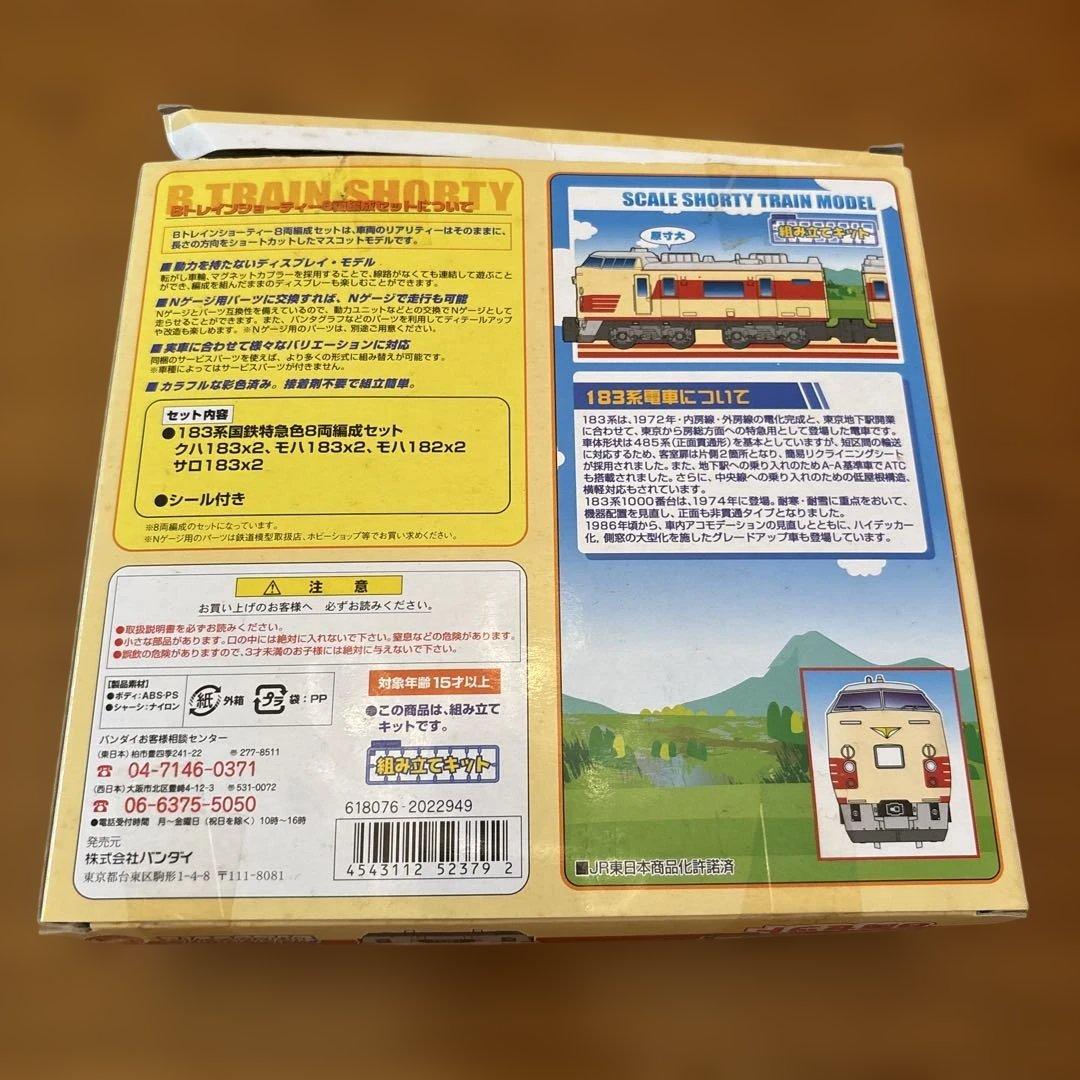 B TRAIN SHORTY
Bトレインショーティー8両編成セットについて
Bトレインショーティー8両編成セットは、車両のリアリティーはそのままに、
長さの方向をショートカットしたマスコットモデルです。
■動力を持たないディスプレイ・モデル
転がし車輪、マグネットカプラーを採用することで、線路がなくても連結して遊ぶこと
ができ、編成を組んだままのディスプレーも楽しむことができます。
■Nゲージ用パーツに交換すれば、Nゲージで走行も可能
Nゲージとパーツ互換性を備えているので、動力ユニットなどとの交換でNゲージとして
走らせることができます。また、パンタグラフなどのパーツを利用してディテールアップ
や改造も楽しめます。※Nゲージ用のパーツは、別途ご用意ください。
■実車に合わせて様々なバリエーションに対応
同梱のサービスパーツを使えば、より多くの形式に組み替えが可能です。
※車種によってはサービスパーツが付きません。
■カラフルな彩色済み。接着剤不要で組立簡単。
セット内容
●183系国鉄特急色8両編成セット
クハ183x2、モハ183x2、モハ182x2
サロ183x2
●シール付き
※8両編成のセットになっています。
※Nゲージ用のパーツは鉄道模型取扱店、ホビーショップ等でお買い求めください。
⚠ 注意
お買い上げのお客様へ 必ずお読みください。
●取扱説明書を必ずお読みください。
●小さな部品があります。口の中には絶対に入れないで下さい。窒息などの危険があります。
●誤飲の危険がありますので、3才未満のお子様には絶対に与えないで下さい。
【製品素材】
●ボディ:ABS・PS
●シャーシ:ナイロン
紙 外箱 プラ 袋:PP
対象年齢15才以上
●この商品は、組み立て
キットです。
組み立てキット
バンダイお客様相談センター
(東日本)柏市豊四季241-22 〠277-8511
☎ 04-7146-0371
(西日本)大阪市北区豊崎4-12-3 〠531-0072
☎ 06-6375-5050
●電話受付時間 月〜金曜日(祝日を除く)10時〜16時
発売元
株式会社バンダイ
東京都台東区駒形1-4-8 〒111-8081
618076-2022949
4543112 523792
SCALE SHORTY TRAIN MODEL
組み立てキット
原寸大
183系電車について
183系は、1972年・内房線・外房線の電化完成と、東京地下駅開業
に合わせて、東京から房総方面への特急用として登場した電車です。
車体形状は485系(正面貫通形)を基本としていますが、短区間の輸送
に対応するため、客室扉は片側2箇所となり、簡易リクライニングシート
が採用されました。また、地下駅への乗り入れのためA-A基準車でATC
も搭載されました。さらに、中央線への乗り入れのための低屋根構造、
横軽対応もされています。
183系1000番台は、1974年に登場。耐寒・耐雪に重点をおいて、
機器配置を見直し、正面も非貫通タイプとなりました。
1986年頃から、車内アコモデーションの見直しとともに、ハイデッカー
化、側窓の大型化を施したグレードアップ車も登場しています。
■JR東日本商品化許諾済